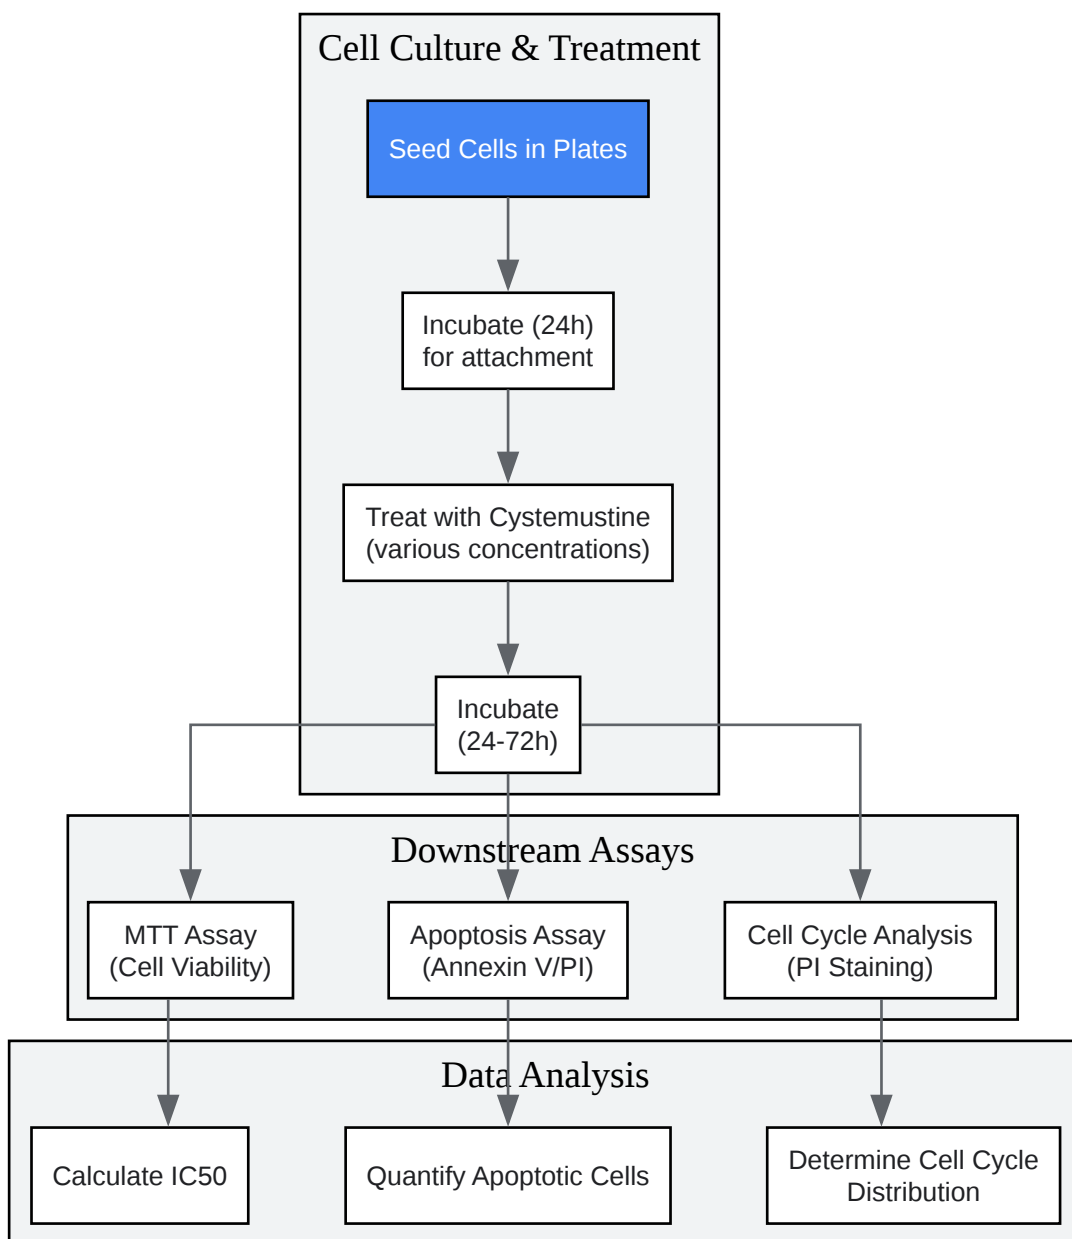 Cell Culture & Treatment
Seed Cells in Plates
Incubate (24h)
for attachment
Treat with Cystemustine
(various concentrations)
Incubate
(24-72h)
Downstream Assays
MTT Assay
(Cell Viability)
Apoptosis Assay
(Annexin V/PI)
Cell Cycle Analysis
(PI Staining)
Data Analysis
Calculate IC50
Quantify Apoptotic Cells
Determine Cell Cycle
Distribution